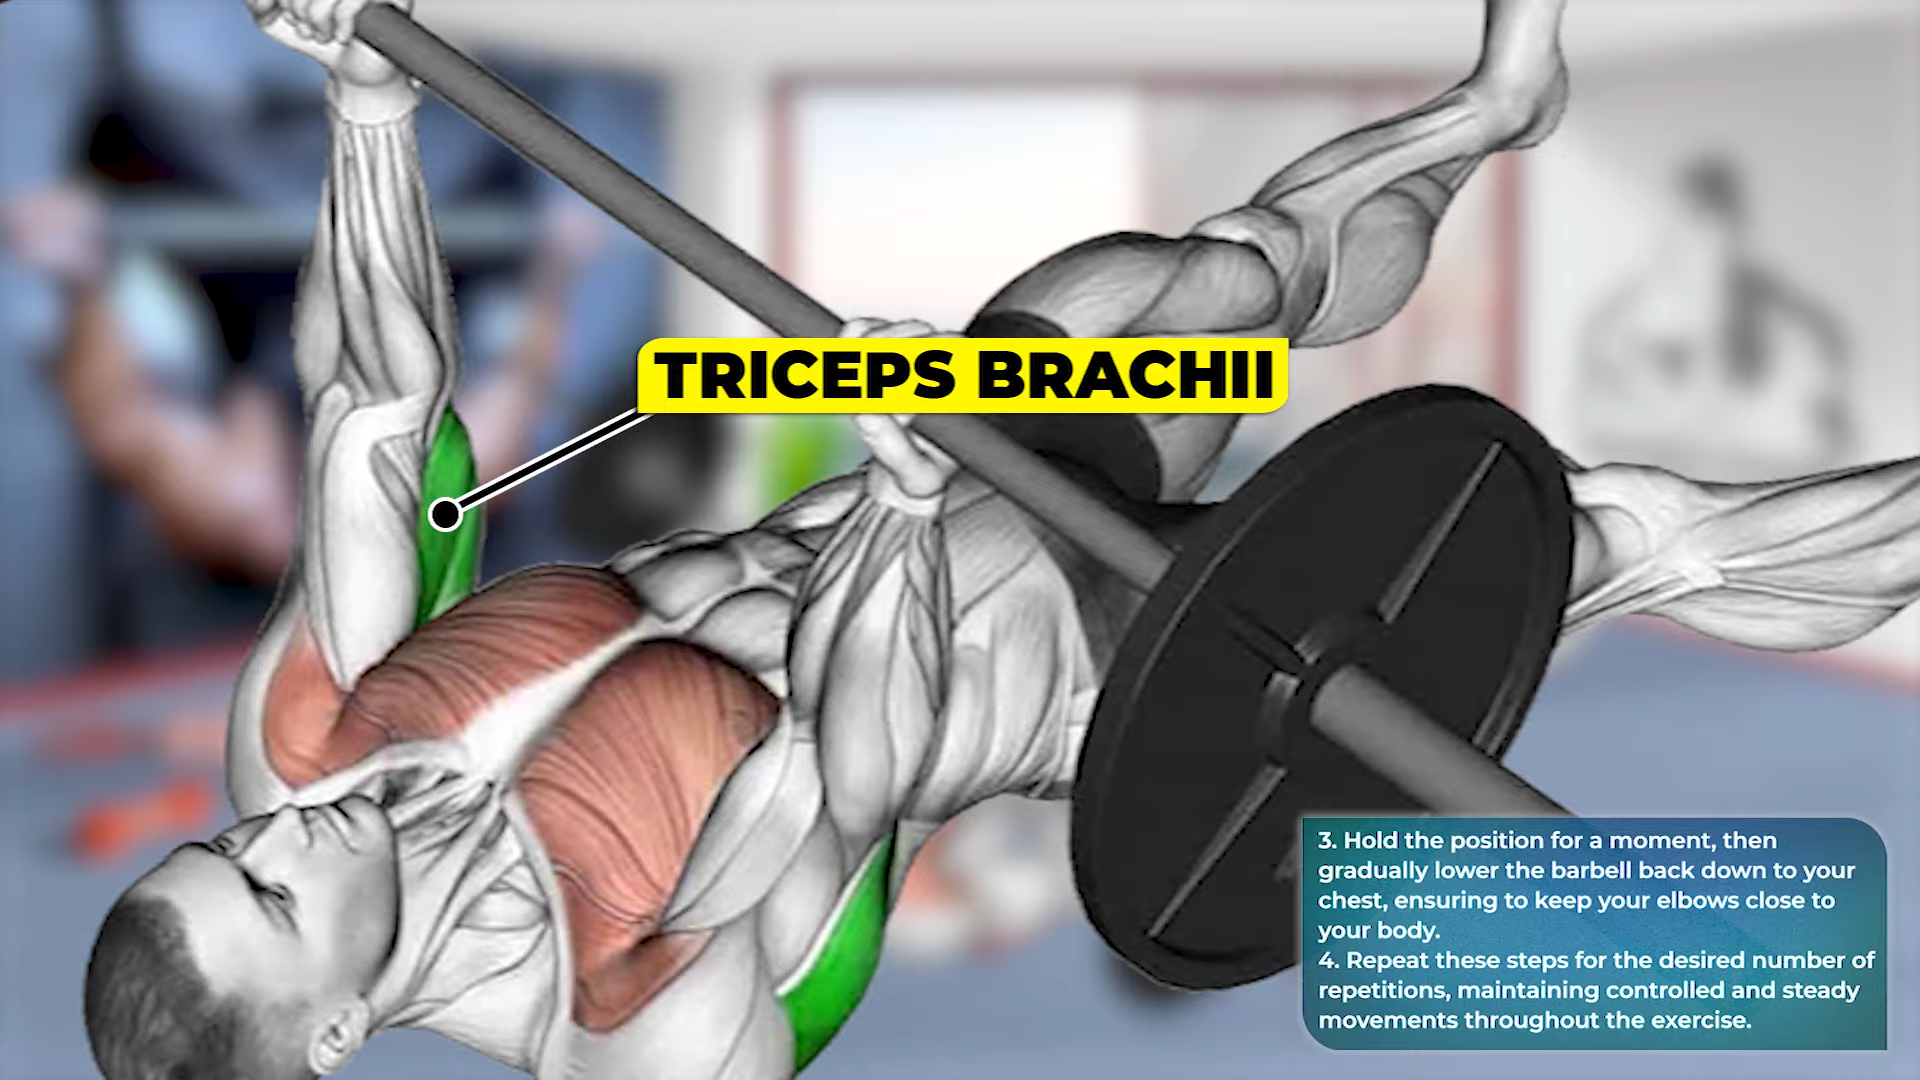 TRICEPS BRACHII
3. Hold the position for a moment, then
gradually lower the barbell back down to your
chest, ensuring to keep your elbows close to
your body.
4. Repeat these steps for the desired number of
repetitions, maintaining controlled and steady
movements throughout the exercise.